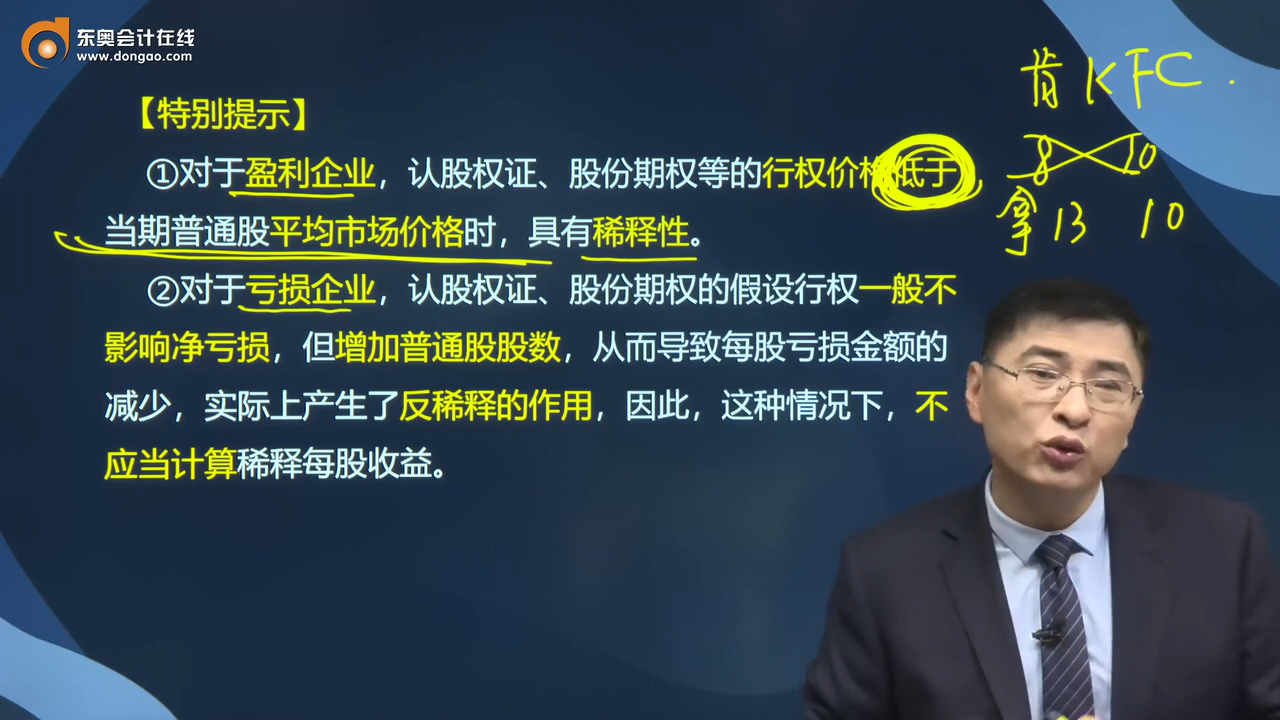 东奥会计在线
www.dongao.com
【特别提示】
①对于盈利企业，认股权证、股份期权等的行权价格低于
当期普通股平均市场价格时，具有稀释性。
②对于亏损企业，认股权证、股份期权的假设行权一般不
影响净亏损，但增加普通股股数，从而导致每股亏损金额的
减少，实际上产生了反稀释的作用，因此，这种情况下，不
应当计算稀释每股收益。
肯 KFC.
8 10
拿 13 10